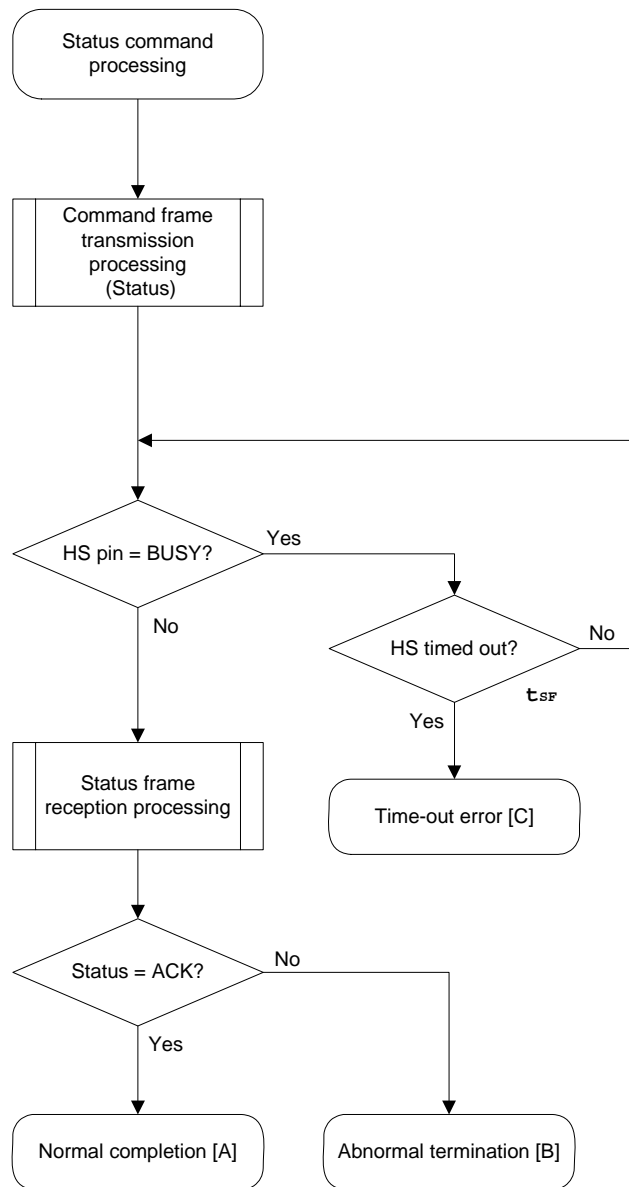 Status command
processing
Command frame
transmission
processing
(Status)
HS pin = BUSY?
Yes
No
HS timed out?
No
tSF
Yes
Status frame
reception processing
Time-out error [C]
Status = ACK?
No
Yes
Normal completion [A]
Abnormal termination [B]